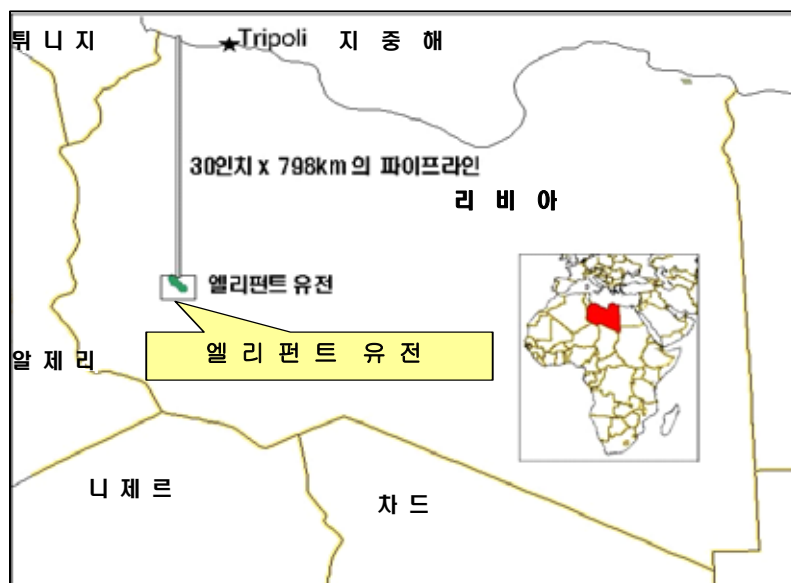 튀 니 지
Tripoli
지 중 해
30인치 x 798km 의 파이프라인
리 비 아
엘리펀트 유전
엘 리 펀 트 유 전
알 제 리
니 제 르
차 드